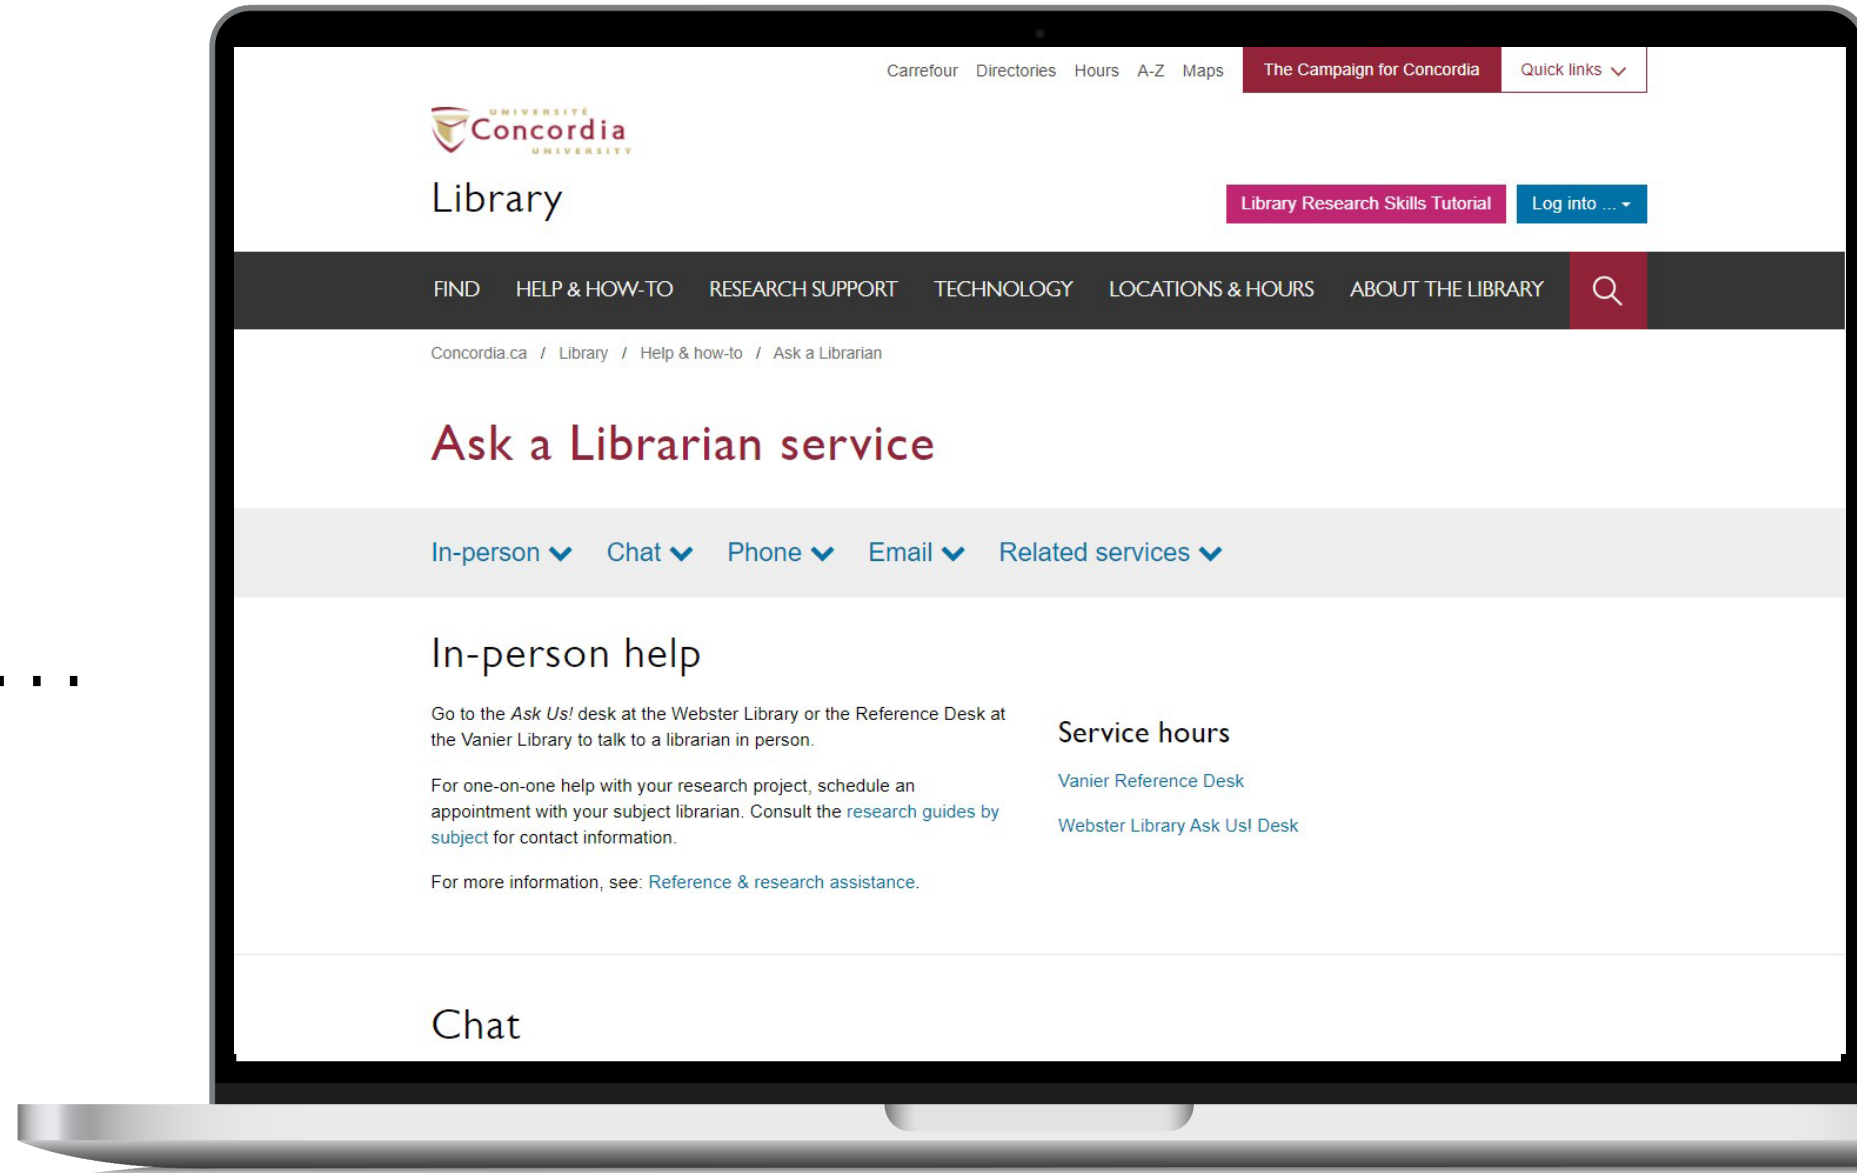 Carrefour Directories Hours A-Z Maps The Campaign for Concordia Quick links
UNIVERSITÉ
Concordia
UNIVERSITY
Library
Library Research Skills Tutorial Log into ...
FIND HELP & HOW-TO RESEARCH SUPPORT TECHNOLOGY LOCATIONS & HOURS ABOUT THE LIBRARY
Concordia.ca / Library / Help & how-to / Ask a Librarian
Ask a Librarian service
In-person Chat Phone Email Related services
In-person help
Go to the Ask Us! desk at the Webster Library or the Reference Desk at
the Vanier Library to talk to a librarian in person.
For one-on-one help with your research project, schedule an
appointment with your subject librarian. Consult the research guides by
subject for contact information.
For more information, see: Reference & research assistance.
Service hours
Vanier Reference Desk
Webster Library Ask Us! Desk
Chat
...